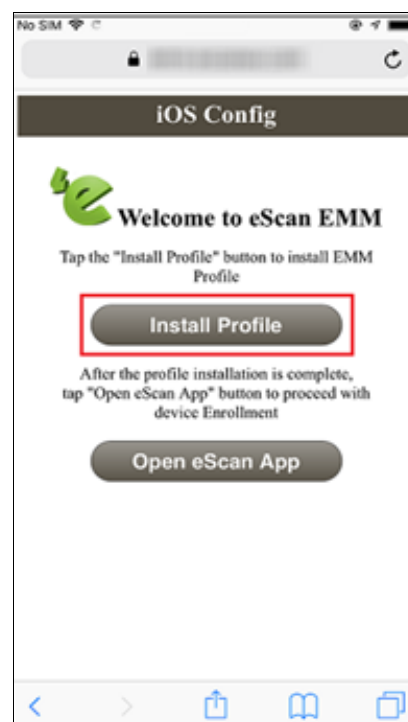 No SIM
iOS Config
Welcome to eScan EMM
Tap the "Install Profile" button to install EMM
Profile
Install Profile
After the profile installation is complete,
tap "Open eScan App" button to proceed with
device Enrollment
Open eScan App